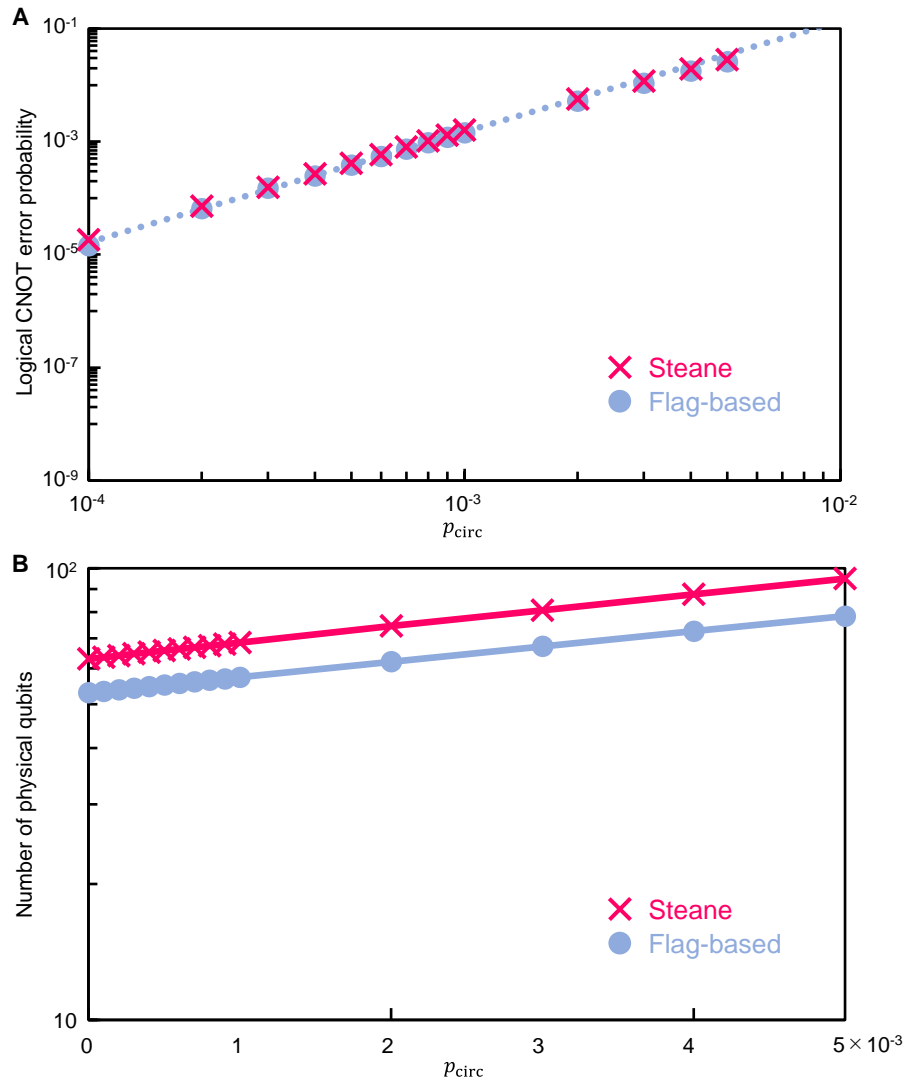 A
Logical CNOT error probability
10⁻¹
10⁻³
10⁻⁵
10⁻⁷
10⁻⁹
Steane
Flag-based
10⁻⁴
10⁻³
10⁻²
p_circ
B
Number of physical qubits
10²
10
Steane
Flag-based
0
1
2
3
4
5 × 10⁻³
p_circ